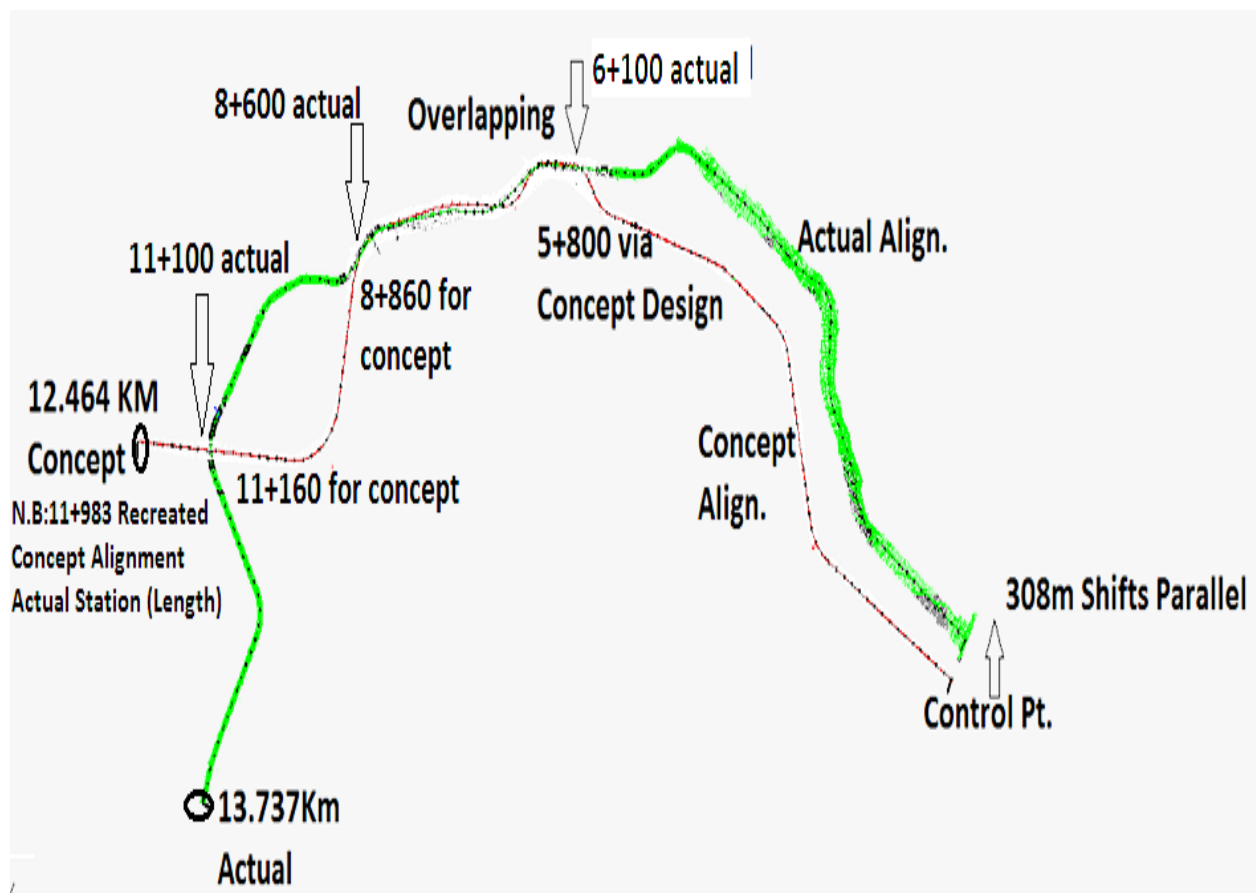 6+100 actual
8+600 actual
Overlapping
11+100 actual
5+800 via
Concept Design
Actual Align.
8+860 for
concept
12.464 KM
Concept
11+160 for concept
N.B:11+983 Recreated
Concept Alignment
Actual Station (Length)
Concept
Align.
308m Shifts Parallel
Control Pt.
13.737Km
Actual